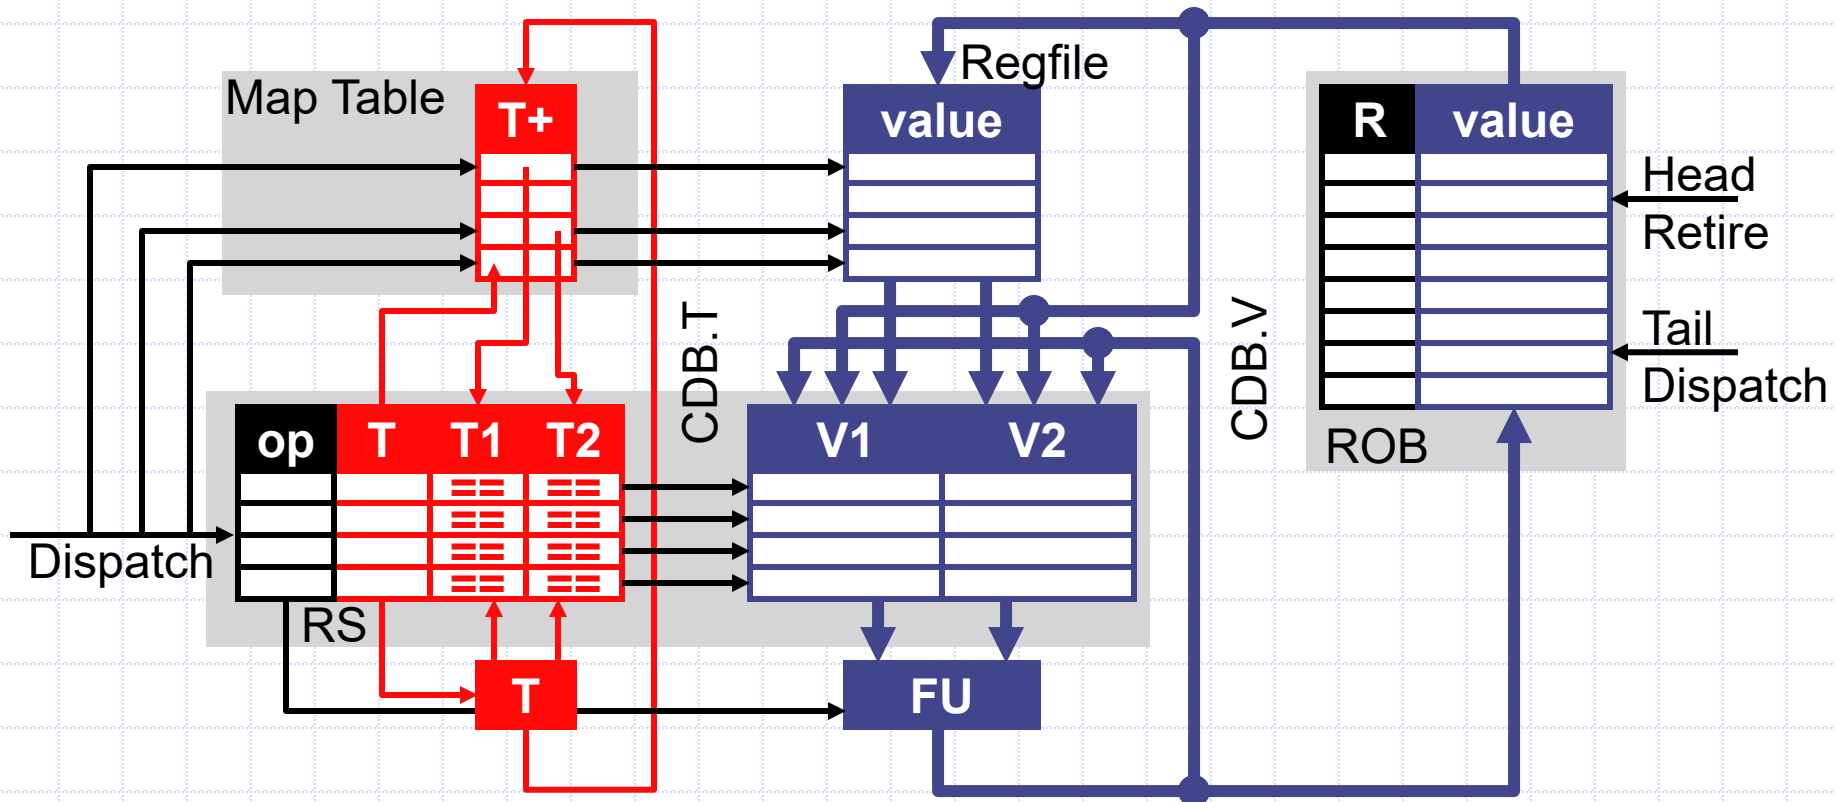 Regfile
Map Table
T+
value
R
value
Head
Retire
CDB.T
CDB.V
Tail
Dispatch
op
T
T1
T2
V1
V2
ROB
== ==
== ==
== ==
== ==
Dispatch
RS
T
FU